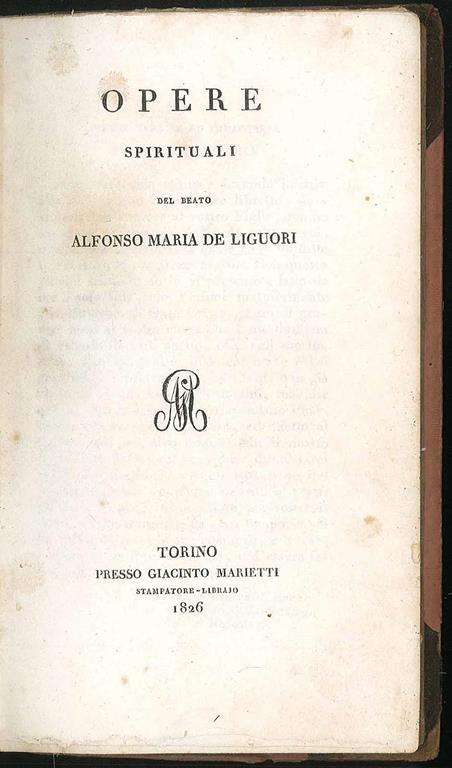 OPERE
SPIRITUALI
DEL BEATO
ALFONSO MARIA DE LIGUORI
TORINO
PRESSO GIACINTO MARIETTI
STAMPATORE-LIBRAJO
1826